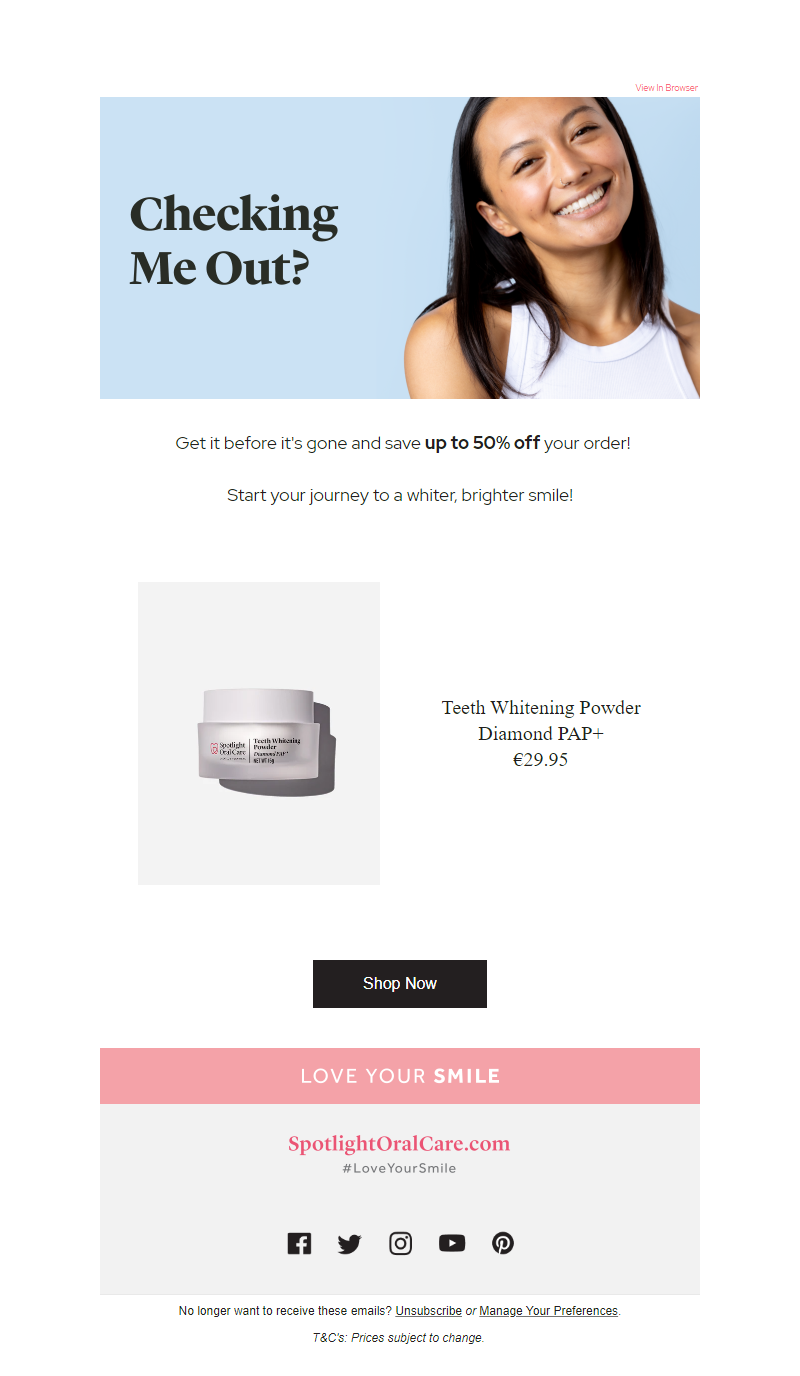 View In Browser
Checking
Me Out?
Get it before it's gone and save up to 50% off your order!
Start your journey to a whiter, brighter smile!
Spotlight
Oral Care
Teeth Whitening
Powder
Diamond PAP+
NET WT. 15g
Teeth Whitening Powder
Diamond PAP+
€29.95
Shop Now
LOVE YOUR SMILE
SpotlightOralCare.com
#LoveYourSmile
No longer want to receive these emails? Unsubscribe or Manage Your Preferences.
T&C's: Prices subject to change.